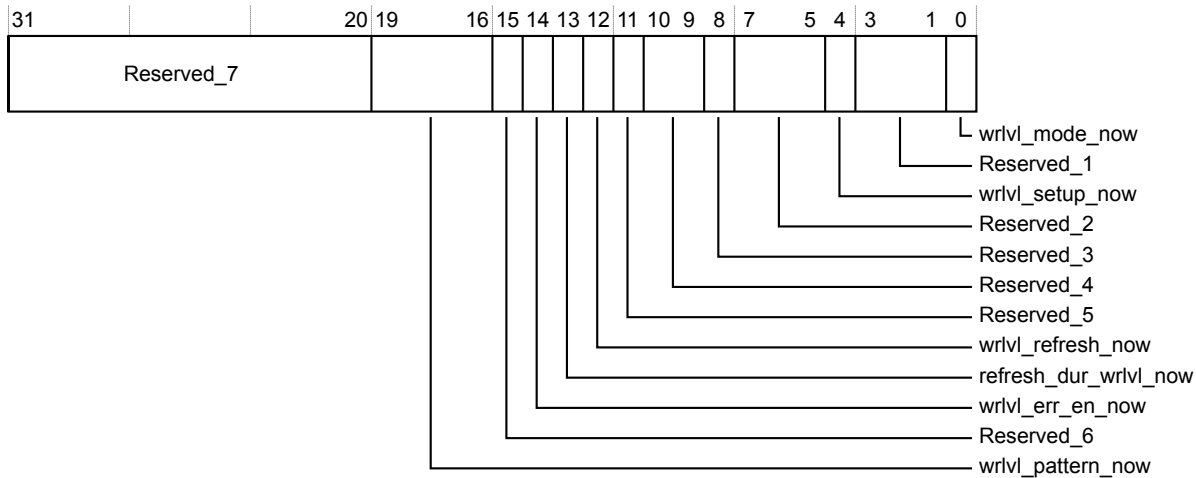 31 20 19 16 15 14 13 12 11 10 9 8 7 5 4 3 1 0
Reserved_7
wrlvl_mode_now
Reserved_1
wrlvl_setup_now
Reserved_2
Reserved_3
Reserved_4
Reserved_5
wrlvl_refresh_now
refresh_dur_wrlvl_now
wrlvl_err_en_now
Reserved_6
wrlvl_pattern_now